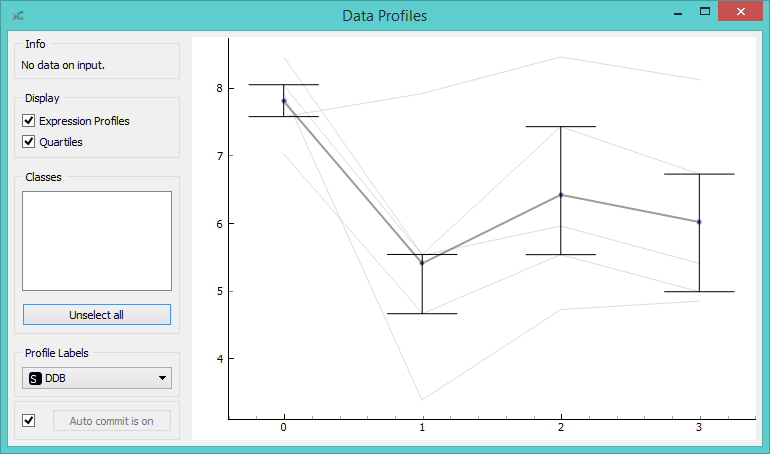 Data Profiles
Info
No data on input.
Display
Expression Profiles
Quartiles
Classes
Unselect all
Profile Labels
S DDB
Auto commit is on
8
7
6
5
4
0 1 2 3